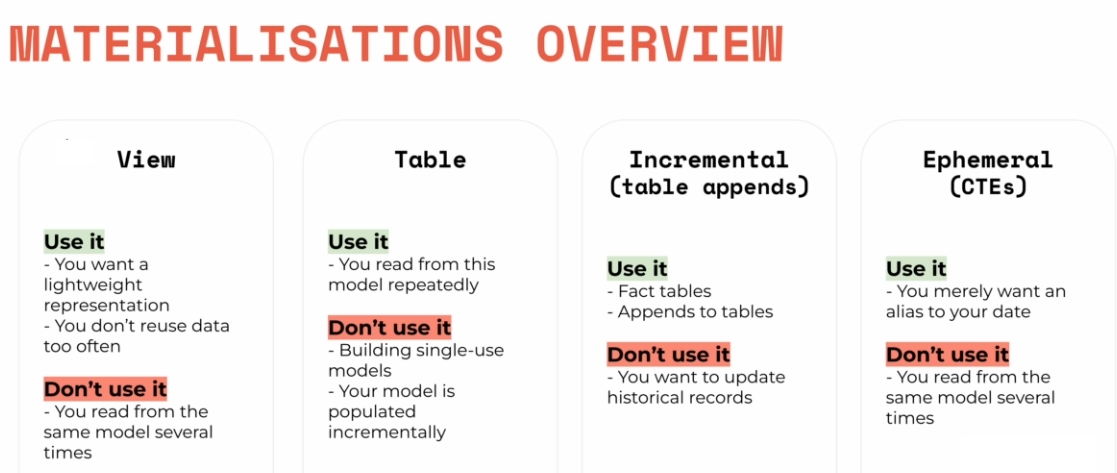 MATERIALISATIONS OVERVIEW
View
Use it
- You want a
lightweight
representation
- You don't reuse data
too often
Don't use it
- You read from the
same model several
times
Table
Use it
- You read from this
model repeatedly
Don't use it
- Building single-use
models
- Your model is
populated
incrementally
Incremental
(table appends)
Use it
- Fact tables
- Appends to tables
Don't use it
- You want to update
historical records
Ephemeral
(CTEs)
Use it
- You merely want an
alias to your date
Don't use it
- You read from the
same model several
times